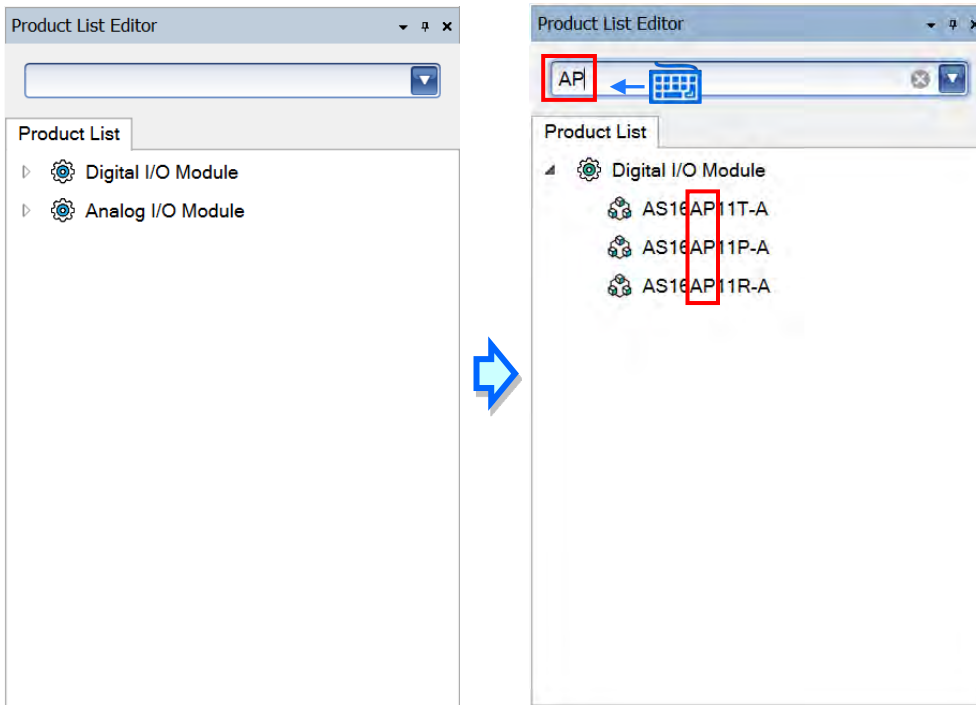 Product List Editor
Product List
Digital I/O Module
Analog I/O Module
Product List Editor
AP
Product List
Digital I/O Module
AS16AP11T-A
AS16AP11P-A
AS16AP11R-A